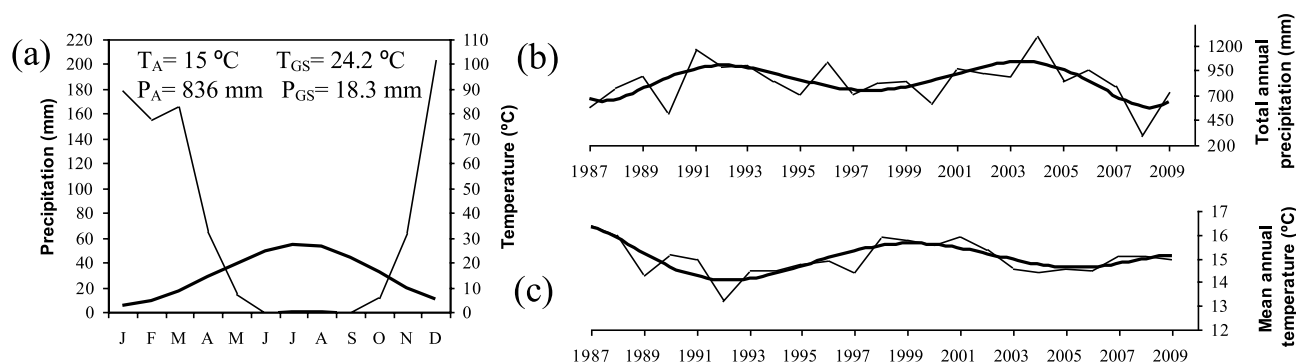 (a)
T_A= 15 ºC T_GS= 24.2 ºC
P_A= 836 mm P_GS= 18.3 mm
Precipitation (mm)
220
200
180
160
140
120
100
80
60
40
20
0
J F M A M J J A S O N D
110
100
90
80
70
60
50
40
30
20
10
0
Temperature (ºC)
(b)
1200
950
700
450
200
Total annual
precipitation (mm)
1987 1989 1991 1993 1995 1997 1999 2001 2003 2005 2007 2009
(c)
17
16
15
14
13
12
Mean annual
temperature (ºC)
1987 1989 1991 1993 1995 1997 1999 2001 2003 2005 2007 2009